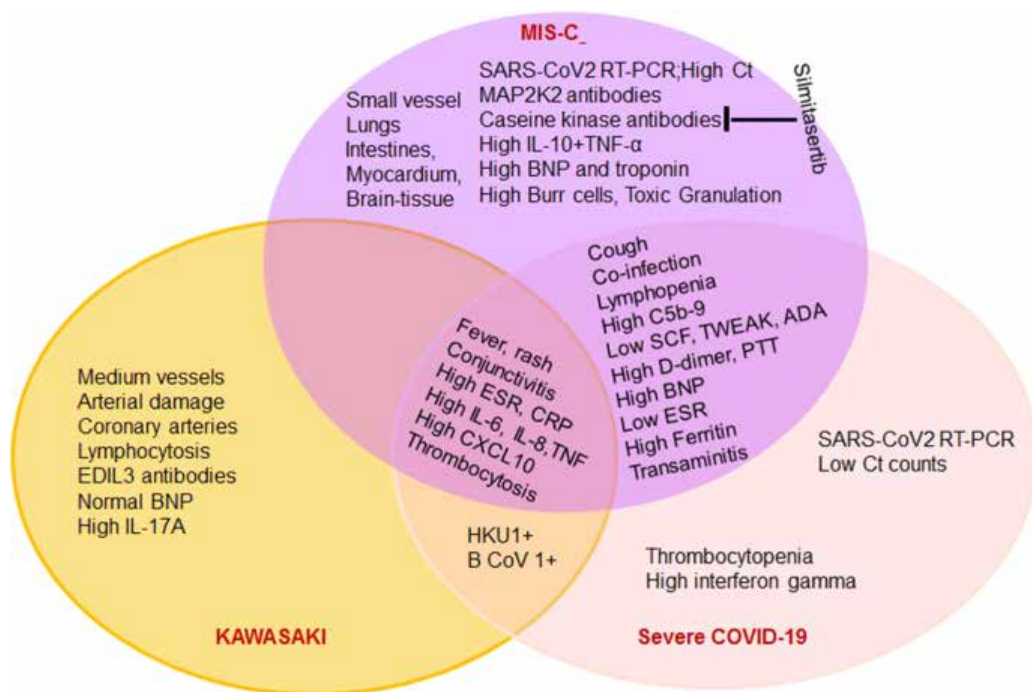 MIS-C_
SARS-CoV2 RT-PCR;High Ct
MAP2K2 antibodies
Caseine kinase antibodies
High IL-10+TNF-α
High BNP and troponin
High Burr cells, Toxic Granulation
Silmitasertib
Small vessel
Lungs
Intestines,
Myocardium,
Brain-tissue
Cough
Co-infection
Lymphopenia
High C5b-9
Low SCF, TWEAK, ADA
High D-dimer, PTT
High BNP
Low ESR
High Ferritin
Transaminitis
Fever, rash
Conjunctivitis
High ESR, CRP
High IL-6, IL-8,TNF
High CXCL10
Thrombocytosis
Medium vessels
Arterial damage
Coronary arteries
Lymphocytosis
EDIL3 antibodies
Normal BNP
High IL-17A
SARS-CoV2 RT-PCR
Low Ct counts
HKU1+
B CoV 1+
Thrombocytopenia
High interferon gamma
KAWASAKI
Severe COVID-19